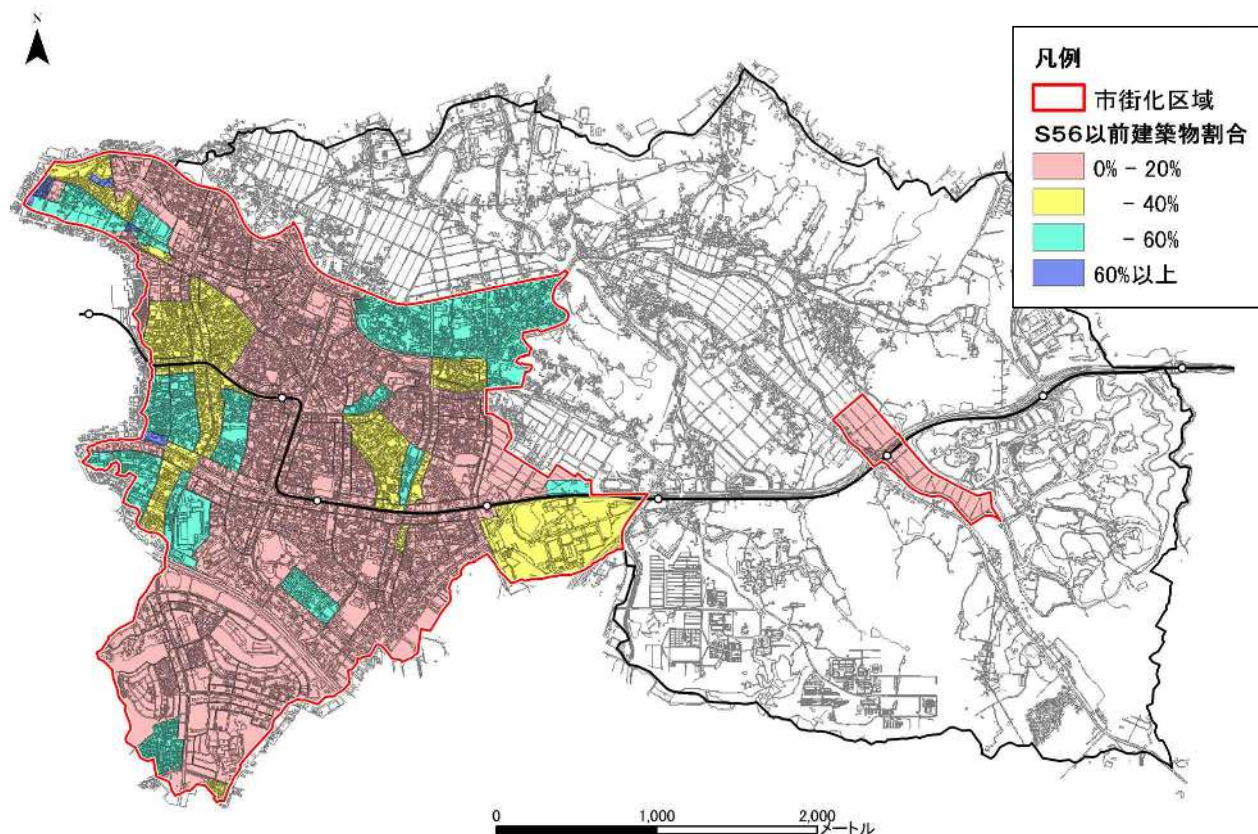 N
凡例
市街化区域
S56以前建築物割合
0% - 20%
- 40%
- 60%
60%以上
0 1,000 2,000
メートル